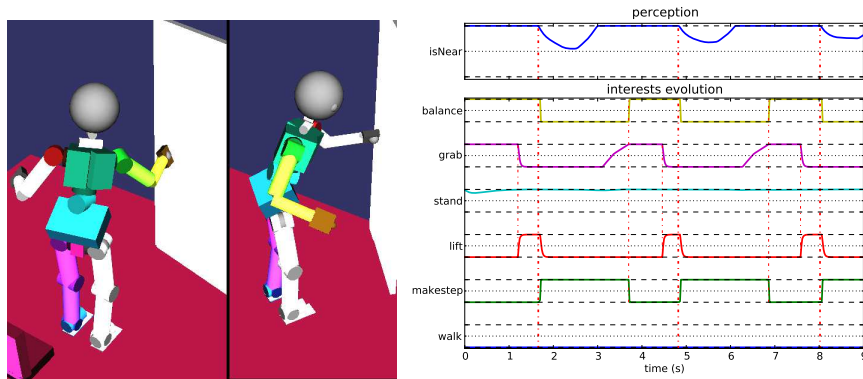 perception
isNear
interests evolution
balance
grab
stand
lift
makestep
walk
0 1 2 3 4 5 6 7 8 9
time (s)